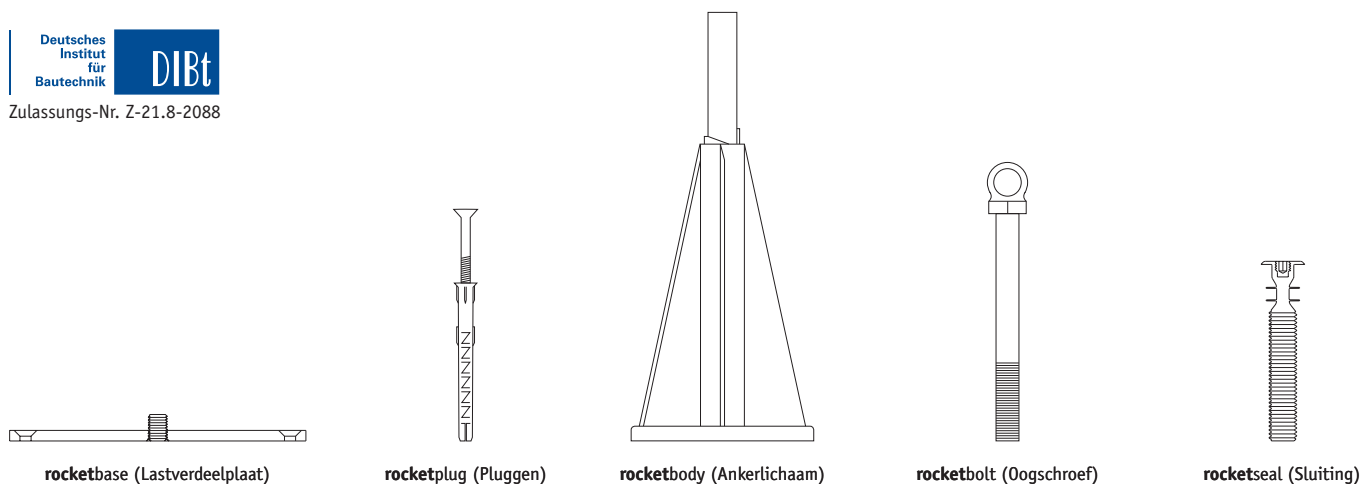 Deutsches
Institut
für
Bautechnik
DIBt
Zulassungs-Nr. Z-21.8-2088
rocketbase (Lastverdeelplaat)
rocketplug (Pluggen)
rocketbody (Ankerlichaam)
rocketbolt (Oogschroef)
rocketseal (Sluiting)